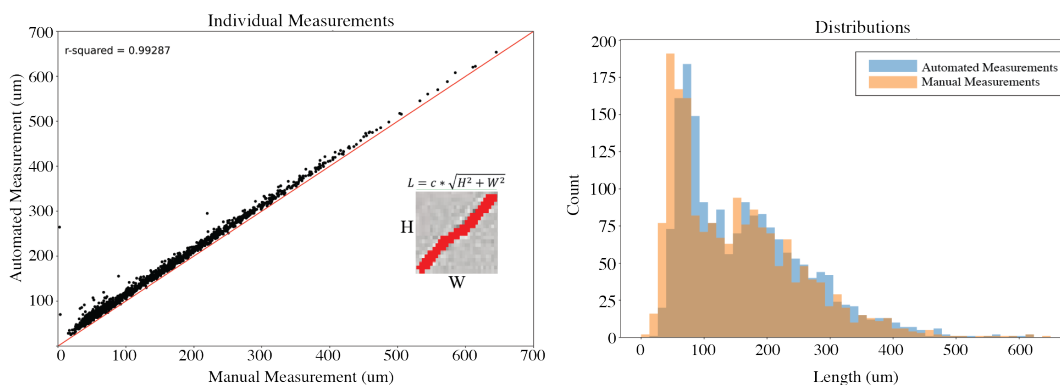 Individual Measurements
700
600
500
400
300
200
100
r-squared = 0.99287
L = c * √H² + W²
H
W
0
100
200
300
400
500
600
700
Automated Measurement (um)
Manual Measurement (um)
Distributions
200
175
150
125
100
75
50
25
0
Automated Measurements
Manual Measurements
Count
0
100
200
300
400
500
600
Length (um)